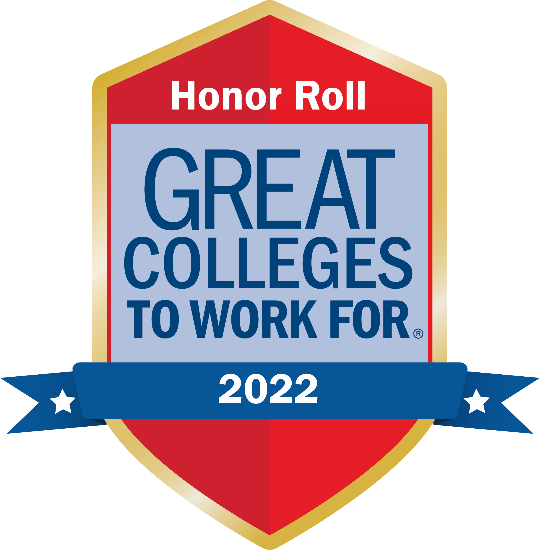 Honor Roll
GREAT
COLLEGES
TO WORK FOR®
2022